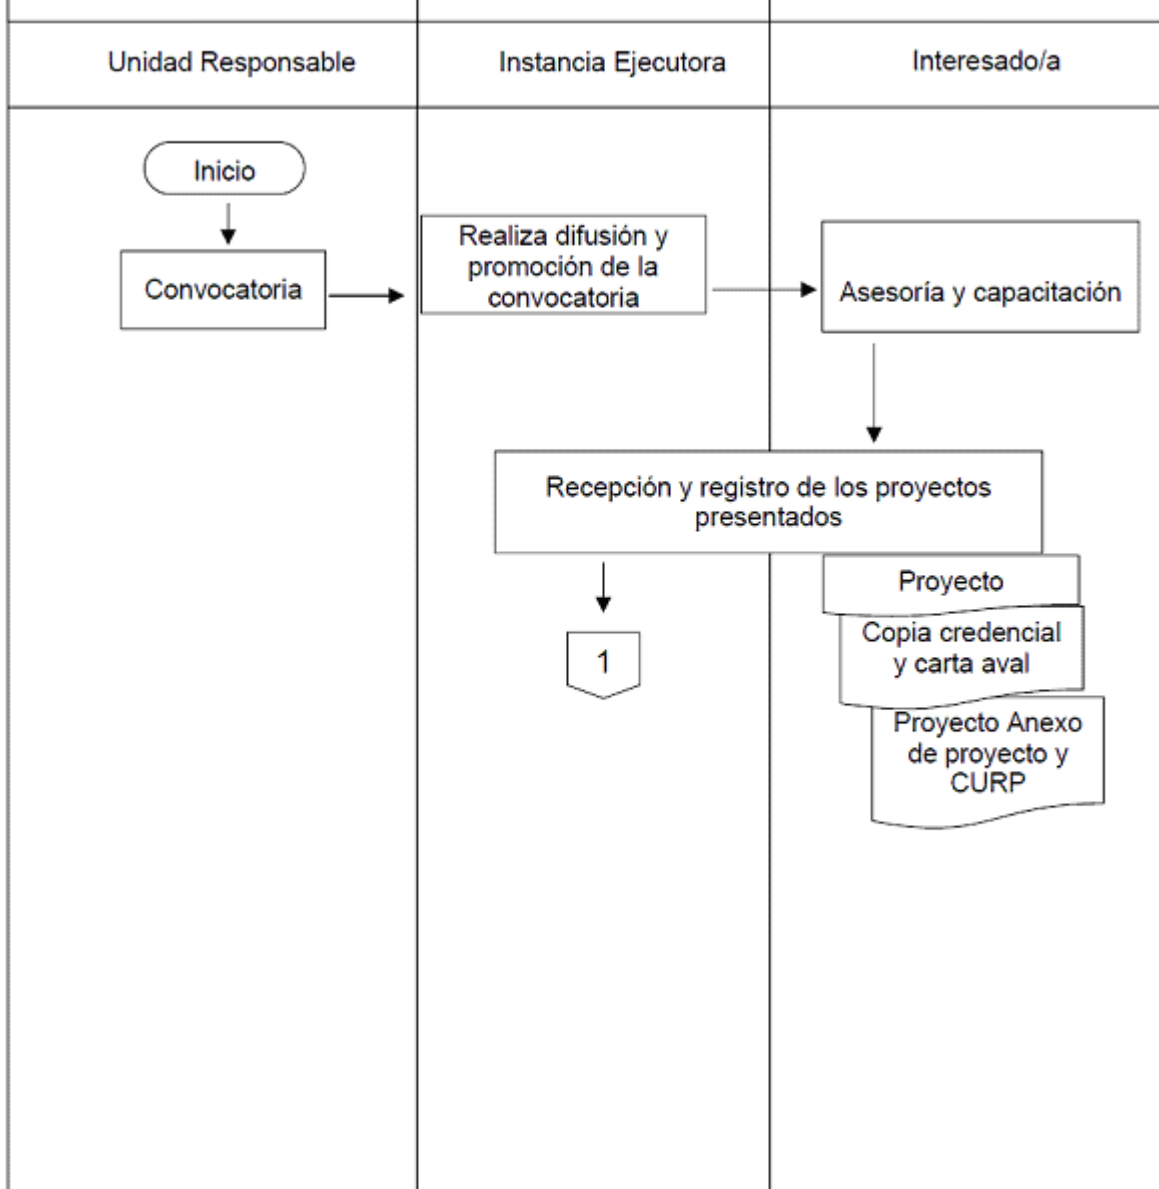 Unidad Responsable
Instancia Ejecutora
Interesado/a
Inicio
Convocatoria
Realiza difusión y
promoción de la
convocatoria
Asesoría y capacitación
Recepción y registro de los proyectos
presentados
1
Proyecto
Copia credencial
y carta aval
Proyecto Anexo
de proyecto y
CURP